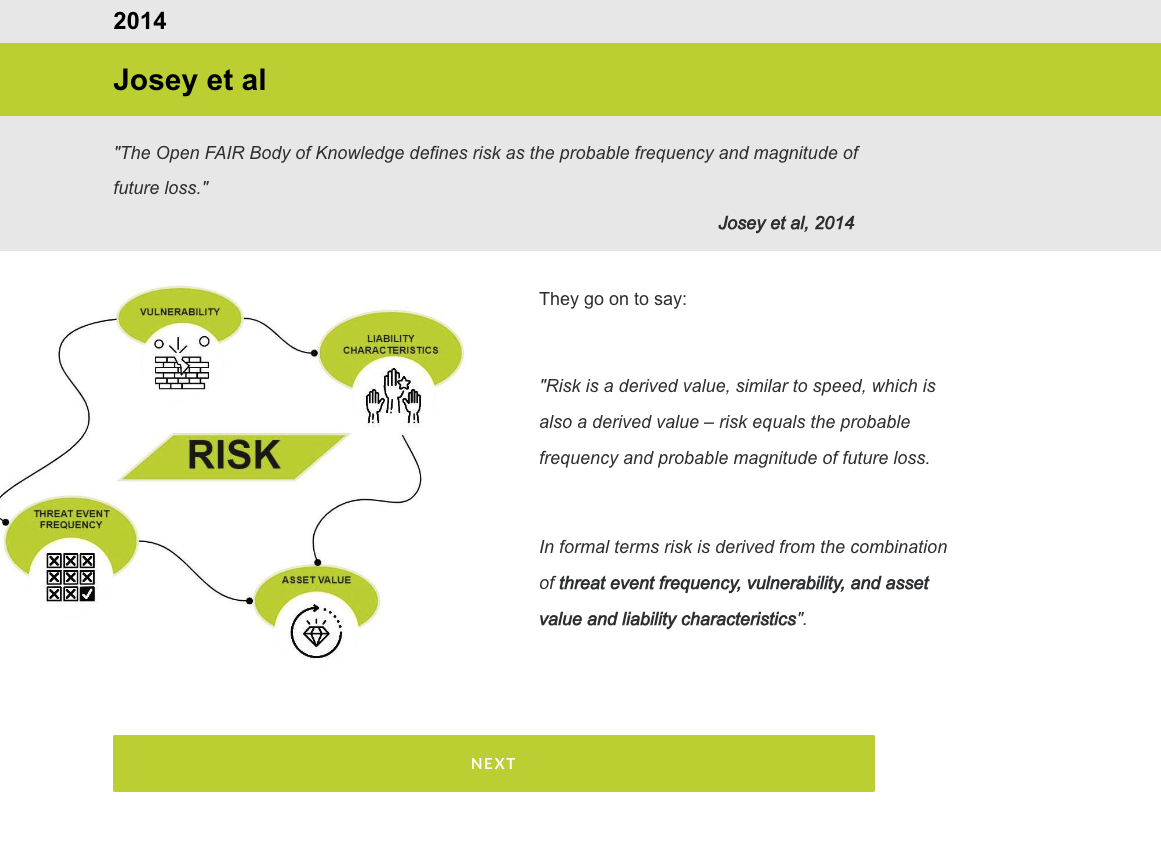 2014
Josey et al
"The Open FAIR Body of Knowledge defines risk as the probable frequency and magnitude of
future loss."
Josey et al, 2014
VULNERABILITY
LIABILITY
CHARACTERISTICS
RISK
THREAT EVENT
FREQUENCY
ASSET VALUE
They go on to say:
"Risk is a derived value, similar to speed, which is
also a derived value – risk equals the probable
frequency and probable magnitude of future loss.
In formal terms risk is derived from the combination
of threat event frequency, vulnerability, and asset
value and liability characteristics".
NEXT